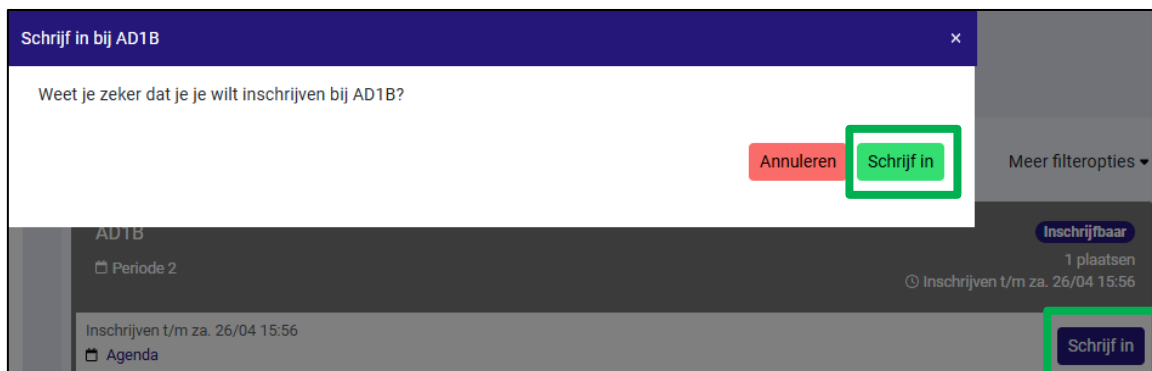 Schrijf in bij AD1B ×
Weet je zeker dat je je wilt inschrijven bij AD1B?
Annuleren Schrijf in
Meer filteropties
AD1B Inschrijfbaar
Periode 2 1 plaatsen
Inschrijven t/m za. 26/04 15:56
Inschrijven t/m za. 26/04 15:56
Agenda Schrijf in